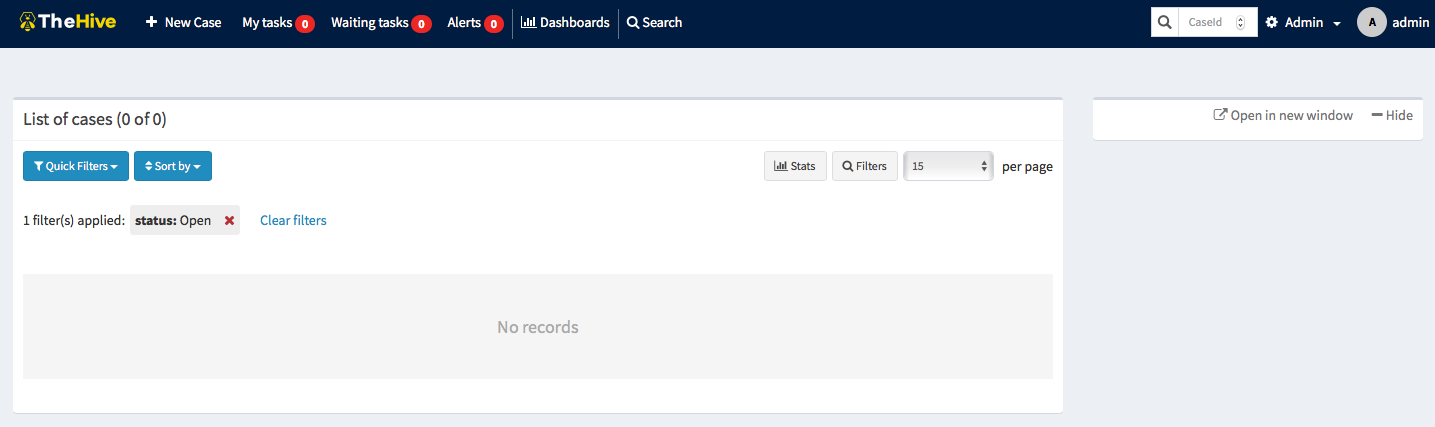 TheHive New Case My tasks 0 Waiting tasks 0 Alerts 0 Dashboards Search CaseId Admin A admin
List of cases (0 of 0)
Open in new window Hide
Quick Filters Sort by Stats Filters 15 per page
1 filter(s) applied: status: Open Clear filters
No records